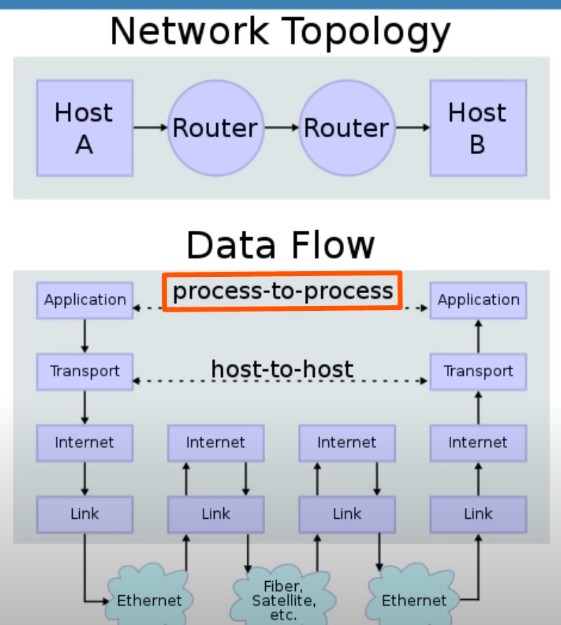 Network Topology
Host
A
Router
Router
Host
B
Data Flow
Application
process-to-process
Application
Transport
host-to-host
Transport
Internet
Internet
Internet
Internet
Link
Link
Link
Link
Ethernet
Fiber,
Satellite,
etc.
Ethernet